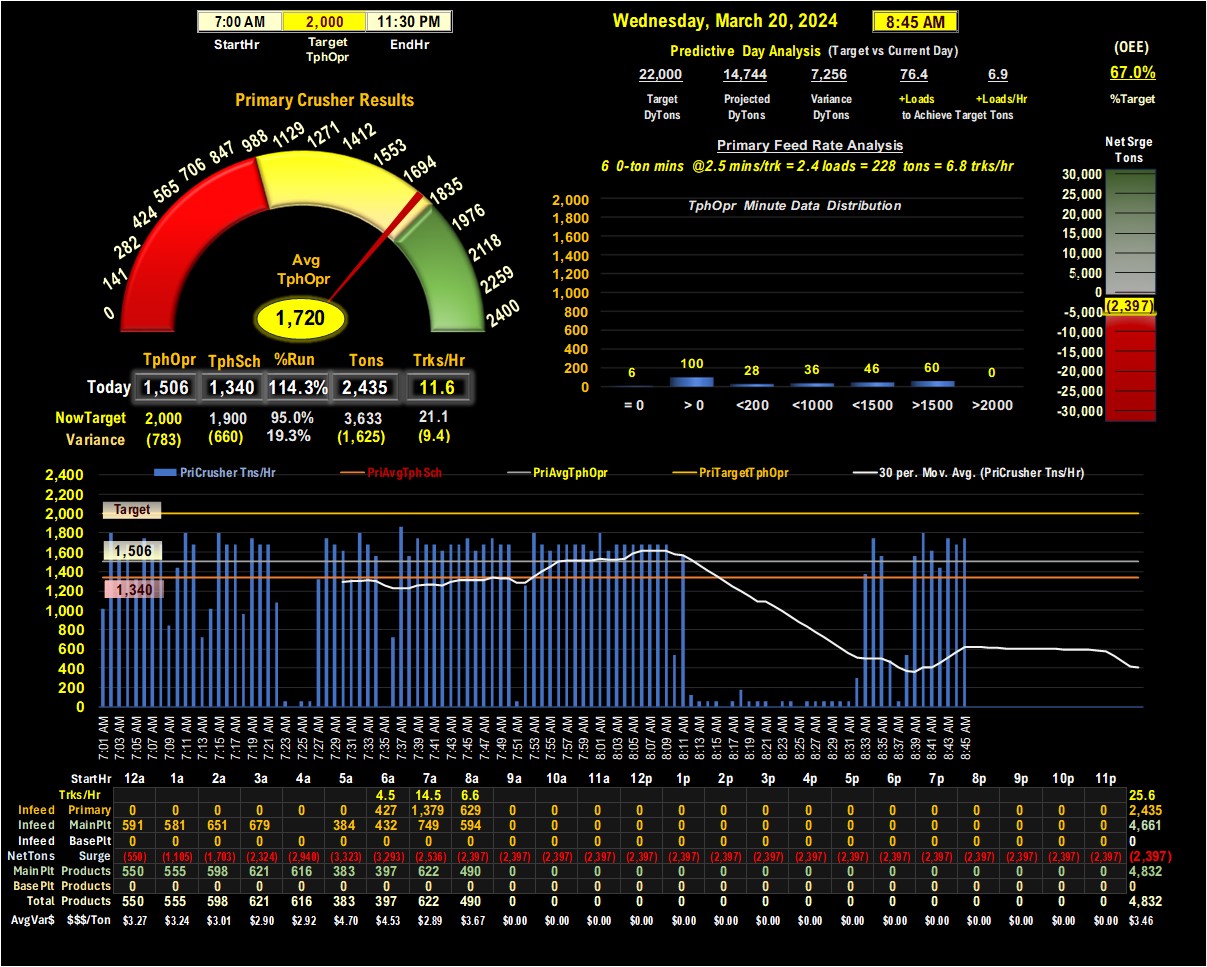 7:00 AM 2,000 11:30 PM
StartHr Target TphOpr EndHr
Wednesday, March 20, 2024 8:45 AM
Predictive Day Analysis (Target vs Current Day)
22,000 14,744 7,256 76.4 6.9
Target Projected Variance +Loads +Loads/Hr
DyTons DyTons DyTons to Achieve Target Tons
(OEE)
67.0%
%Target
Primary Crusher Results
0 141 282 424 565 706 847 988 1129 1271 1412 1553 1694 1835 1976 2118 2259 2400
Avg
TphOpr
1,720
Primary Feed Rate Analysis
6 0-ton mins @2.5 mins/trk = 2.4 loads = 228 tons = 6.8 trks/hr
TphOpr Minute Data Distribution
2,000
1,800
1,600
1,400
1,200
1,000
800
600
400
200
0
6 100 28 36 46 60 0
= 0 > 0 <200 <1000 <1500 >1500 >2000
Net Srge
Tons
30,000
25,000
20,000
15,000
10,000
5,000
0
(2,397)
-5,000
-10,000
-15,000
-20,000
-25,000
-30,000
TphOpr TphSch %Run Tons Trks/Hr
Today 1,506 1,340 114.3% 2,435 11.6
NowTarget 2,000 1,900 95.0% 3,633 21.1
Variance (783) (660) 19.3% (1,625) (9.4)
PriCrusher Tns/Hr PriAvgTphSch PriAvgTphOpr PriTargetTphOpr 30 per. Mov. Avg. (PriCrusher Tns/Hr)
2,400
2,200
2,000
1,800
1,600
1,400
1,200
1,000
800
600
400
200
0
Target
1,506
1,340
7:01 AM 7:03 AM 7:05 AM 7:07 AM 7:09 AM 7:11 AM 7:13 AM 7:15 AM 7:17 AM 7:19 AM 7:21 AM 7:23 AM 7:25 AM 7:27 AM 7:29 AM 7:31 AM 7:33 AM 7:35 AM 7:37 AM 7:39 AM 7:41 AM 7:43 AM 7:45 AM 7:47 AM 7:49 AM 7:51 AM 7:53 AM 7:55 AM 7:57 AM 7:59 AM 8:01 AM 8:03 AM 8:05 AM 8:07 AM 8:09 AM 8:11 AM 8:13 AM 8:15 AM 8:17 AM 8:19 AM 8:21 AM 8:23 AM 8:25 AM 8:27 AM 8:29 AM 8:31 AM 8:33 AM 8:35 AM 8:37 AM 8:39 AM 8:41 AM 8:43 AM 8:45 AM
StartHr 12a 1a 2a 3a 4a 5a 6a 7a 8a 9a 10a 11a 12p 1p 2p 3p 4p 5p 6p 7p 8p 9p 10p 11p
Trks/Hr 4.5 14.5 6.6 25.6
Infeed Primary 0 0 0 0 0 0 427 1,379 629 0 0 0 0 0 0 0 0 0 0 0 0 0 0 0 2,435
Infeed MainPlt 591 581 651 679 384 432 749 594 0 0 0 0 0 0 0 0 0 0 0 0 0 0 0 4,661
Infeed BasePlt 0 0 0 0 0 0 0 0 0 0 0 0 0 0 0 0 0 0 0 0 0 0 0 0 0
NetTons Surge (550) (1,105) (1,703) (2,324) (2,940) (3,323) (3,293) (2,536) (2,397) (2,397) (2,397) (2,397) (2,397) (2,397) (2,397) (2,397) (2,397) (2,397) (2,397) (2,397) (2,397) (2,397) (2,397) (2,397) (2,397)
MainPlt Products 550 555 598 621 616 383 397 622 490 0 0 0 0 0 0 0 0 0 0 0 0 0 0 0 4,832
BasePlt Products 0 0 0 0 0 0 0 0 0 0 0 0 0 0 0 0 0 0 0 0 0 0 0 0 0
Total Products 550 555 598 621 616 383 397 622 490 0 0 0 0 0 0 0 0 0 0 0 0 0 0 0 4,832
AvgVar$ $$$/Ton $3.27 $3.24 $3.01 $2.90 $2.92 $4.70 $4.53 $2.89 $3.67 $0.00 $0.00 $0.00 $0.00 $0.00 $0.00 $0.00 $0.00 $0.00 $0.00 $0.00 $0.00 $0.00 $0.00 $0.00 $3.46